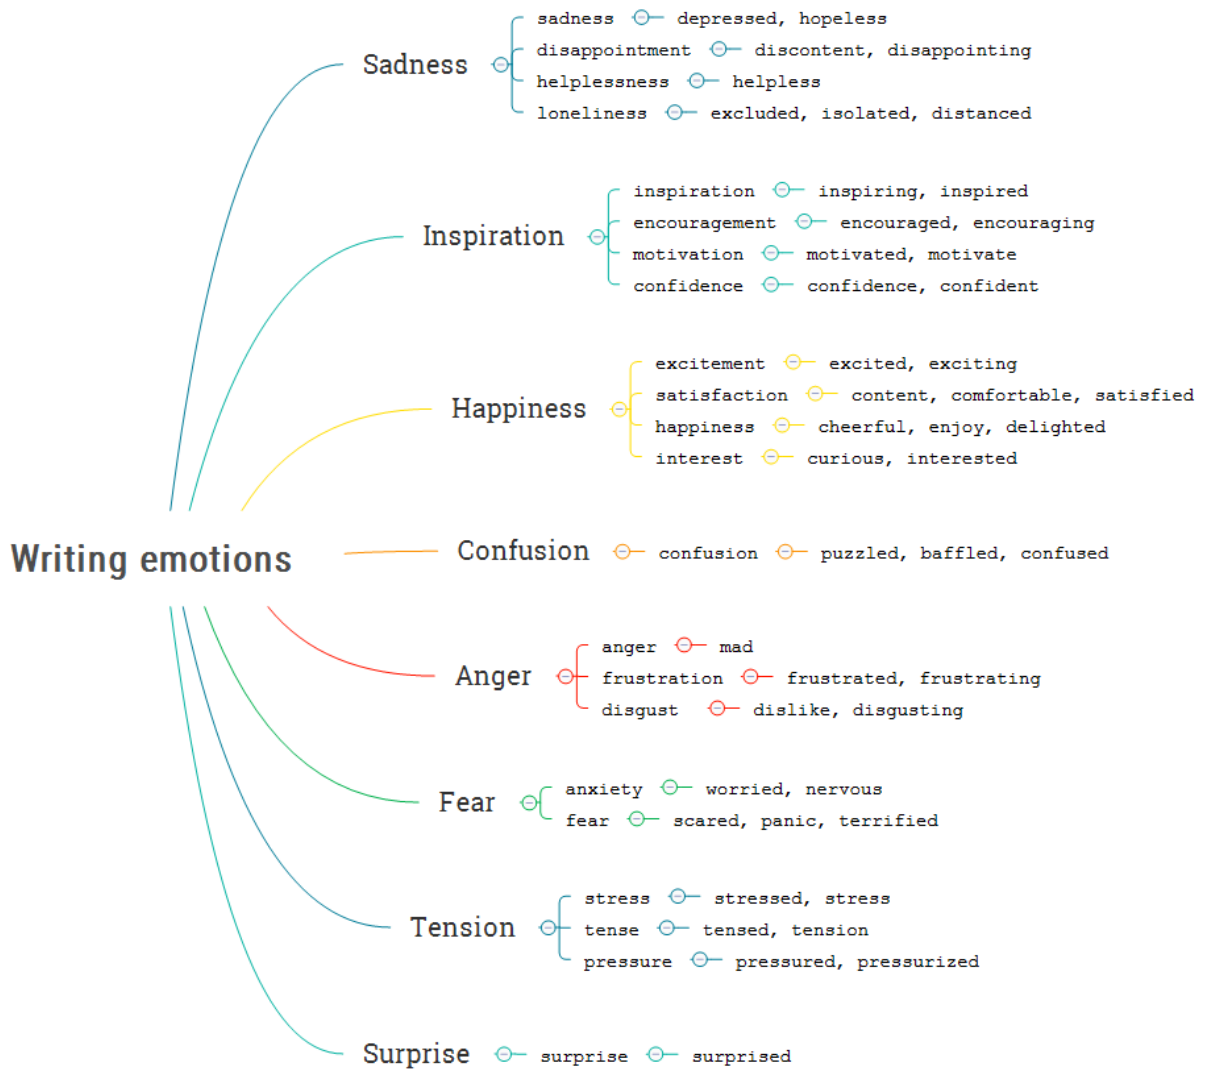 sadness depressed, hopeless
disappointment discontent, disappointing
Sadness
helplessness helpless
loneliness excluded, isolated, distanced
inspiration inspiring, inspired
encouragement encouraged, encouraging
Inspiration
motivation motivated, motivate
confidence confidence, confident
excitement excited, exciting
satisfaction content, comfortable, satisfied
Happiness
happiness cheerful, enjoy, delighted
interest curious, interested
Writing emotions
Confusion confusion puzzled, baffled, confused
anger mad
Anger frustration frustrated, frustrating
disgust dislike, disgusting
anxiety worried, nervous
Fear
fear scared, panic, terrified
stress stressed, stress
Tension tense tensed, tension
pressure pressured, pressurized
Surprise surprise surprised